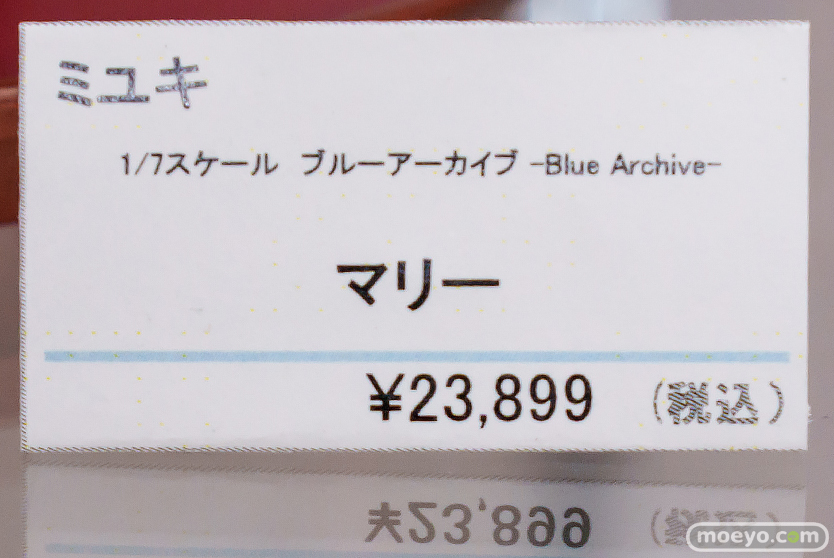 ミユキ
1/7スケール ブルーアーカイブ -Blue Archive-
マリー
¥23,899 (税込)
moeyo.com